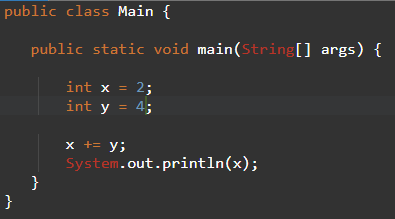 public class Main {
public static void main(String[] args) {
int x = 2;
int y = 4;
x += y;
System.out.println(x);
}
}